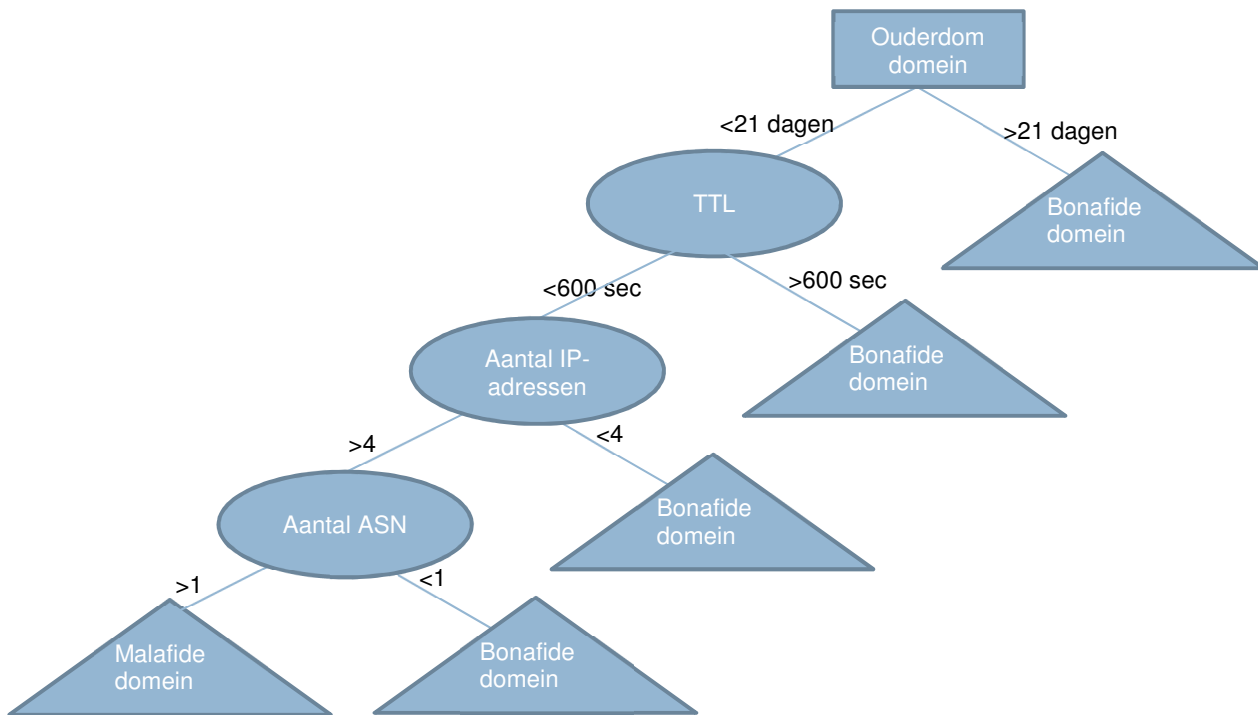 Ouderdom
domein
<21 dagen
>21 dagen
TTL
Bonafide
domein
<600 sec
>600 sec
Aantal IP-
adressen
Bonafide
domein
>4
<4
Aantal ASN
Bonafide
domein
>1
<1
Malafide
domein
Bonafide
domein